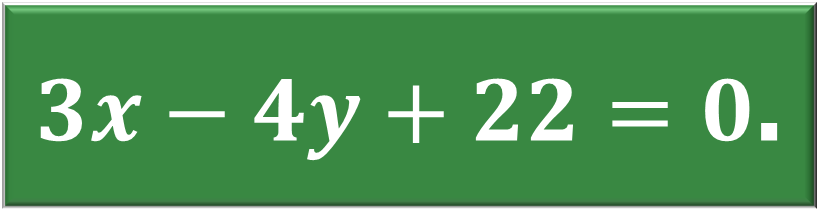 3x − 4y + 22 = 0.